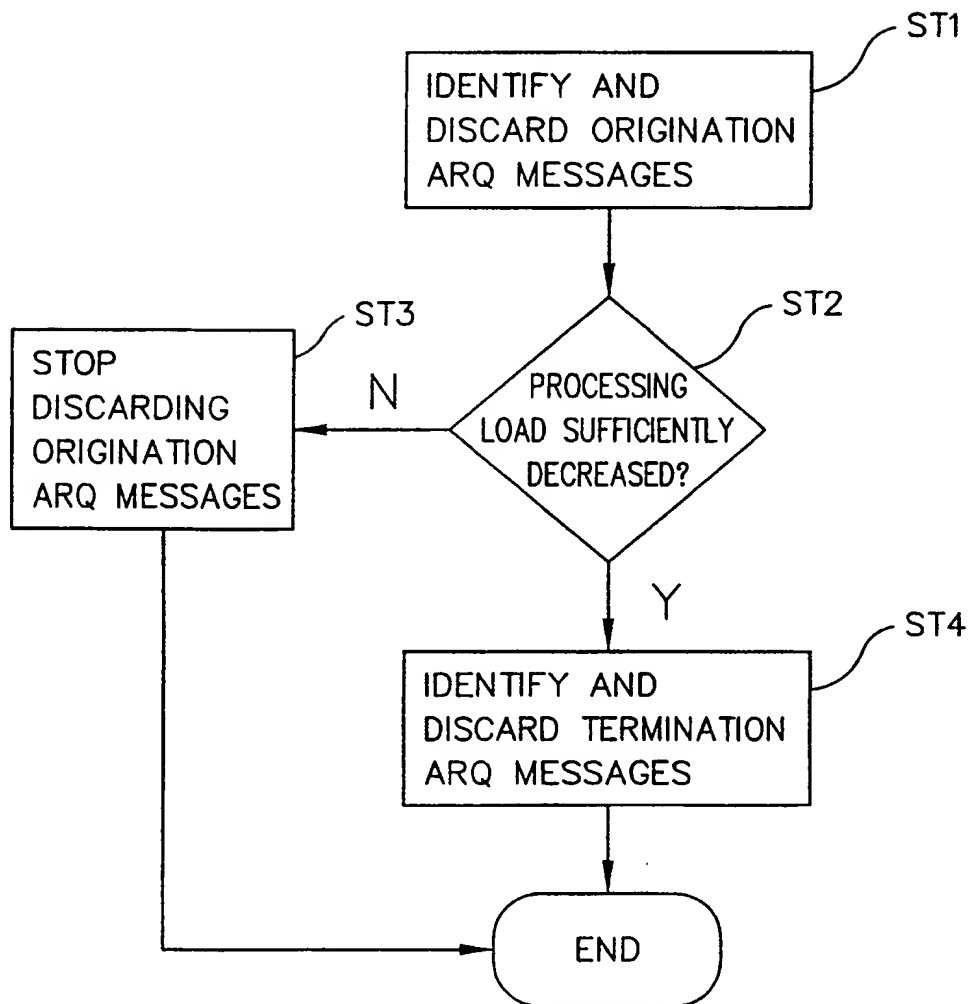 ST1
IDENTIFY AND
DISCARD ORIGINATION
ARQ MESSAGES
ST2
PROCESSING
LOAD SUFFICIENTLY
DECREASED?
N
ST3
STOP
DISCARDING
ORIGINATION
ARQ MESSAGES
Y
ST4
IDENTIFY AND
DISCARD TERMINATION
ARQ MESSAGES
END